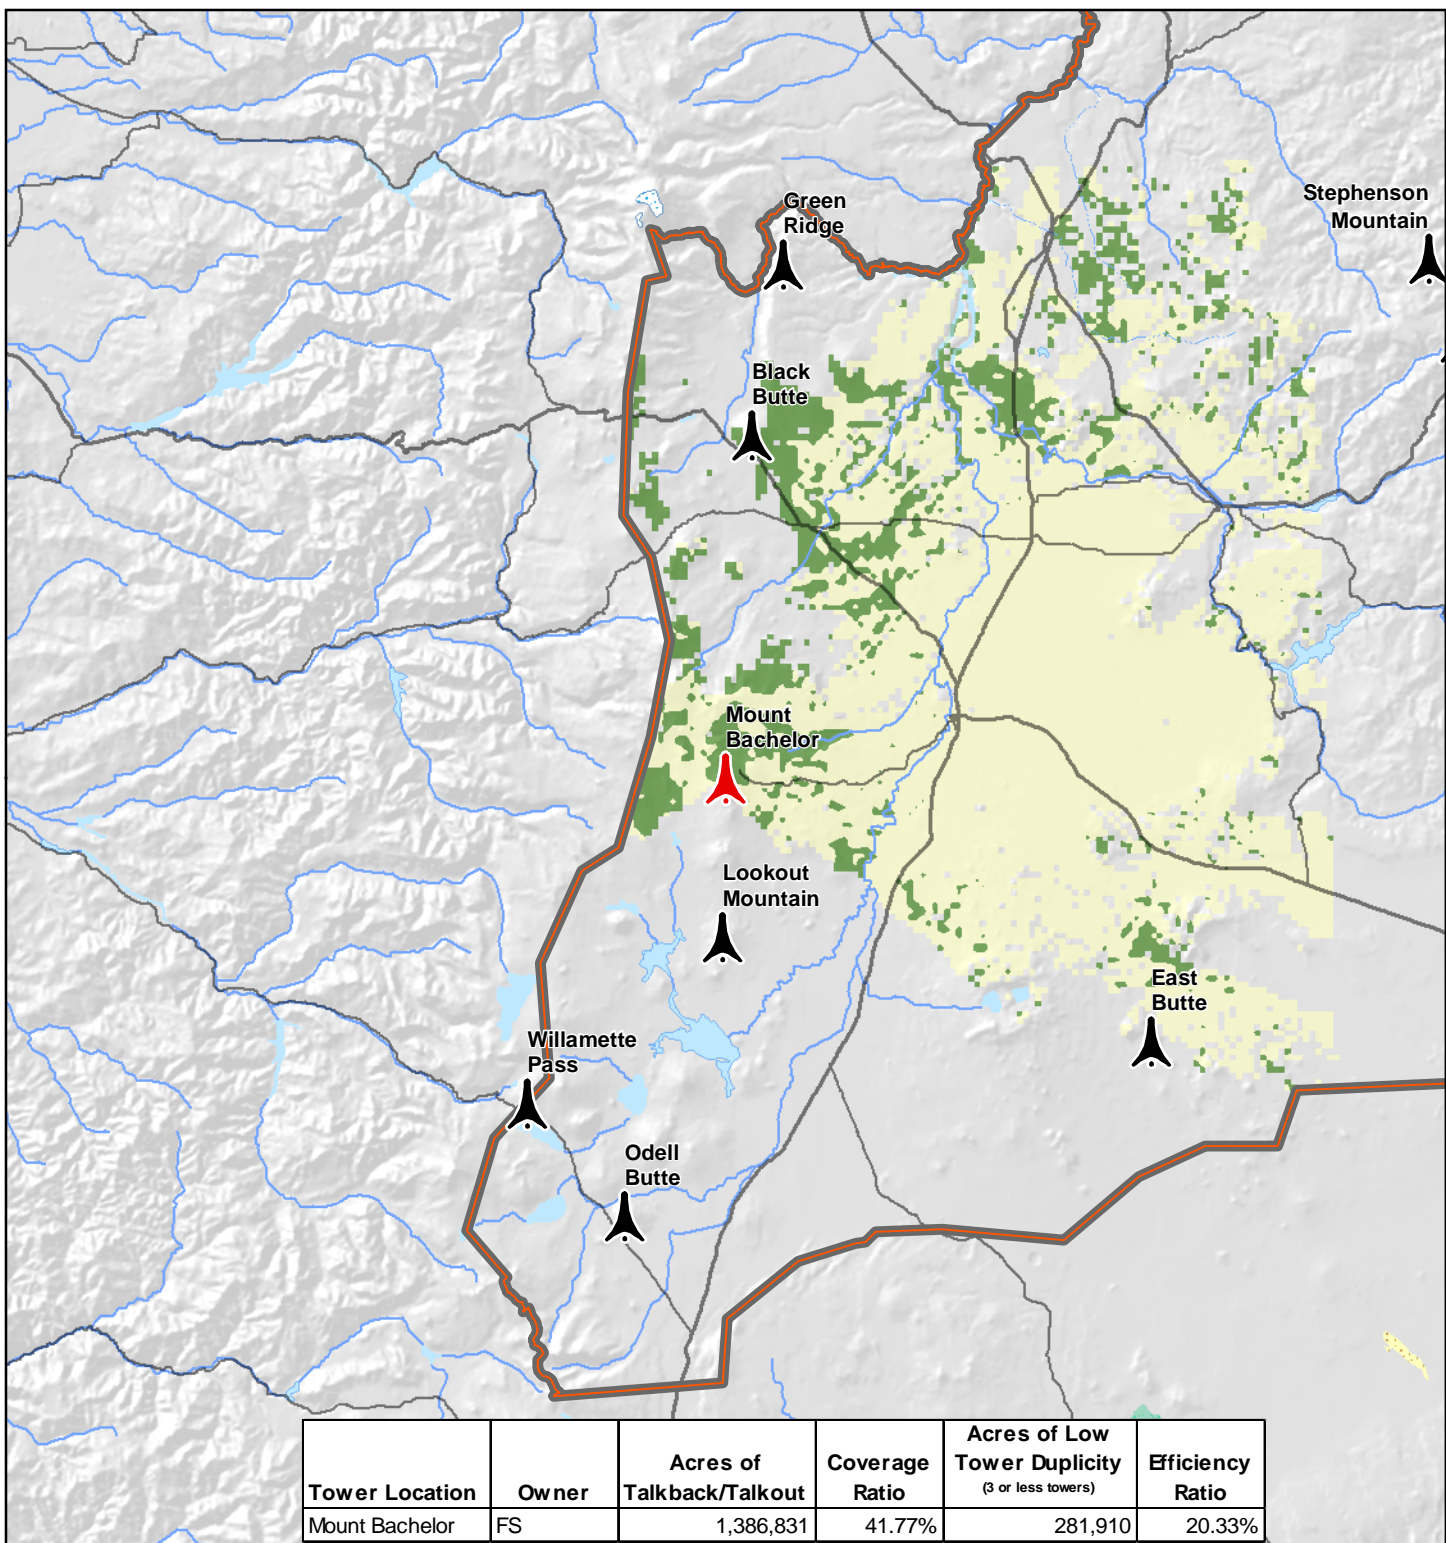 Green
Ridge
Stephenson
Mountain
Black
Butte
Mount
Bachelor
Lookout
Mountain
East
Butte
Willamette
Pass
Odell
Butte
Tower Location
Owner
Acres of
Talkback/Talkout
Coverage
Ratio
Acres of Low
Tower Duplicity
(3 or less towers)
Efficiency
Ratio
Mount Bachelor FS 1,386,831 41.77% 281,910 20.33%